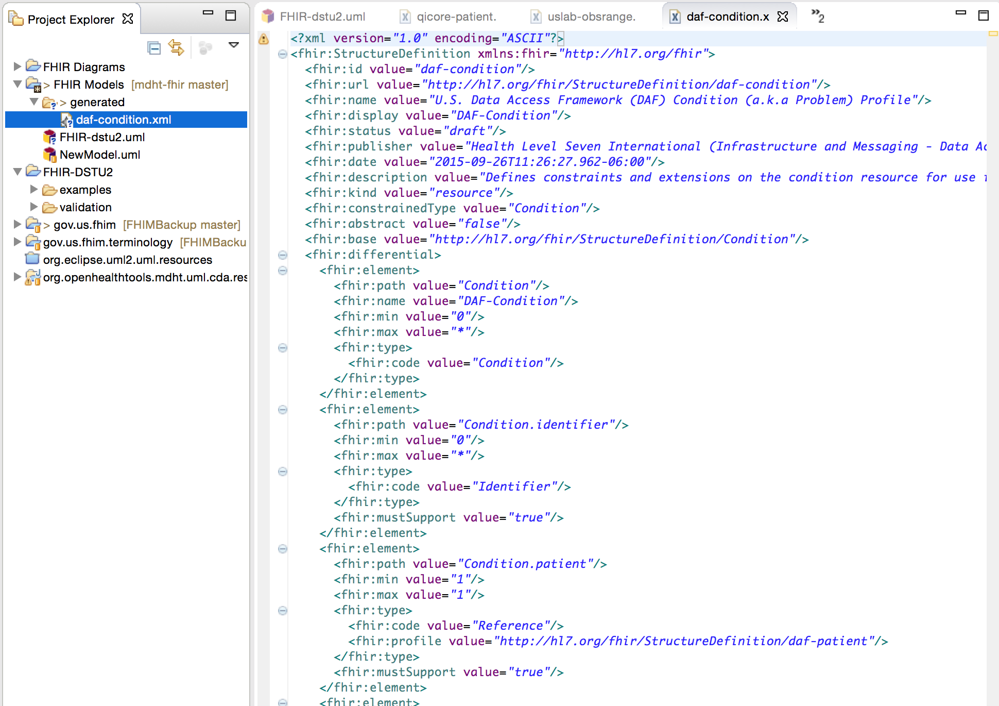 Project Explorer
FHIR Diagrams
> FHIR Models [mdht-fhir master]
> generated
daf-condition.xml
FHIR-dstu2.uml
NewModel.uml
FHIR-DSTU2
examples
validation
> gov.us.fhim [FHIMBackup master]
gov.us.fhim.terminology [FHIMBacku
org.eclipse.uml2.uml.resources
org.openhealthtools.mdht.uml.cda.res
FHIR-dstu2.uml qicore-patient. uslab-obsrange. daf-condition.x »2
<?xml version="1.0" encoding="ASCII"?>
<fhir:StructureDefinition xmlns:fhir="http://hl7.org/fhir">
<fhir:id value="daf-condition"/>
<fhir:url value="http://hl7.org/fhir/StructureDefinition/daf-condition"/>
<fhir:name value="U.S. Data Access Framework (DAF) Condition (a.k.a Problem) Profile"/>
<fhir:display value="DAF-Condition"/>
<fhir:status value="draft"/>
<fhir:publisher value="Health Level Seven International (Infrastructure and Messaging - Data Ac
<fhir:date value="2015-09-26T11:26:27.962-06:00"/>
<fhir:description value="Defines constraints and extensions on the condition resource for use i
<fhir:kind value="resource"/>
<fhir:constrainedType value="Condition"/>
<fhir:abstract value="false"/>
<fhir:base value="http://hl7.org/fhir/StructureDefinition/Condition"/>
<fhir:differential>
<fhir:element>
<fhir:path value="Condition"/>
<fhir:name value="DAF-Condition"/>
<fhir:min value="0"/>
<fhir:max value="*"/>
<fhir:type>
<fhir:code value="Condition"/>
</fhir:type>
</fhir:element>
<fhir:element>
<fhir:path value="Condition.identifier"/>
<fhir:min value="0"/>
<fhir:max value="*"/>
<fhir:type>
<fhir:code value="Identifier"/>
</fhir:type>
<fhir:mustSupport value="true"/>
</fhir:element>
<fhir:element>
<fhir:path value="Condition.patient"/>
<fhir:min value="1"/>
<fhir:max value="1"/>
<fhir:type>
<fhir:code value="Reference"/>
<fhir:profile value="http://hl7.org/fhir/StructureDefinition/daf-patient"/>
</fhir:type>
<fhir:mustSupport value="true"/>
</fhir:element>
<fhir:element>